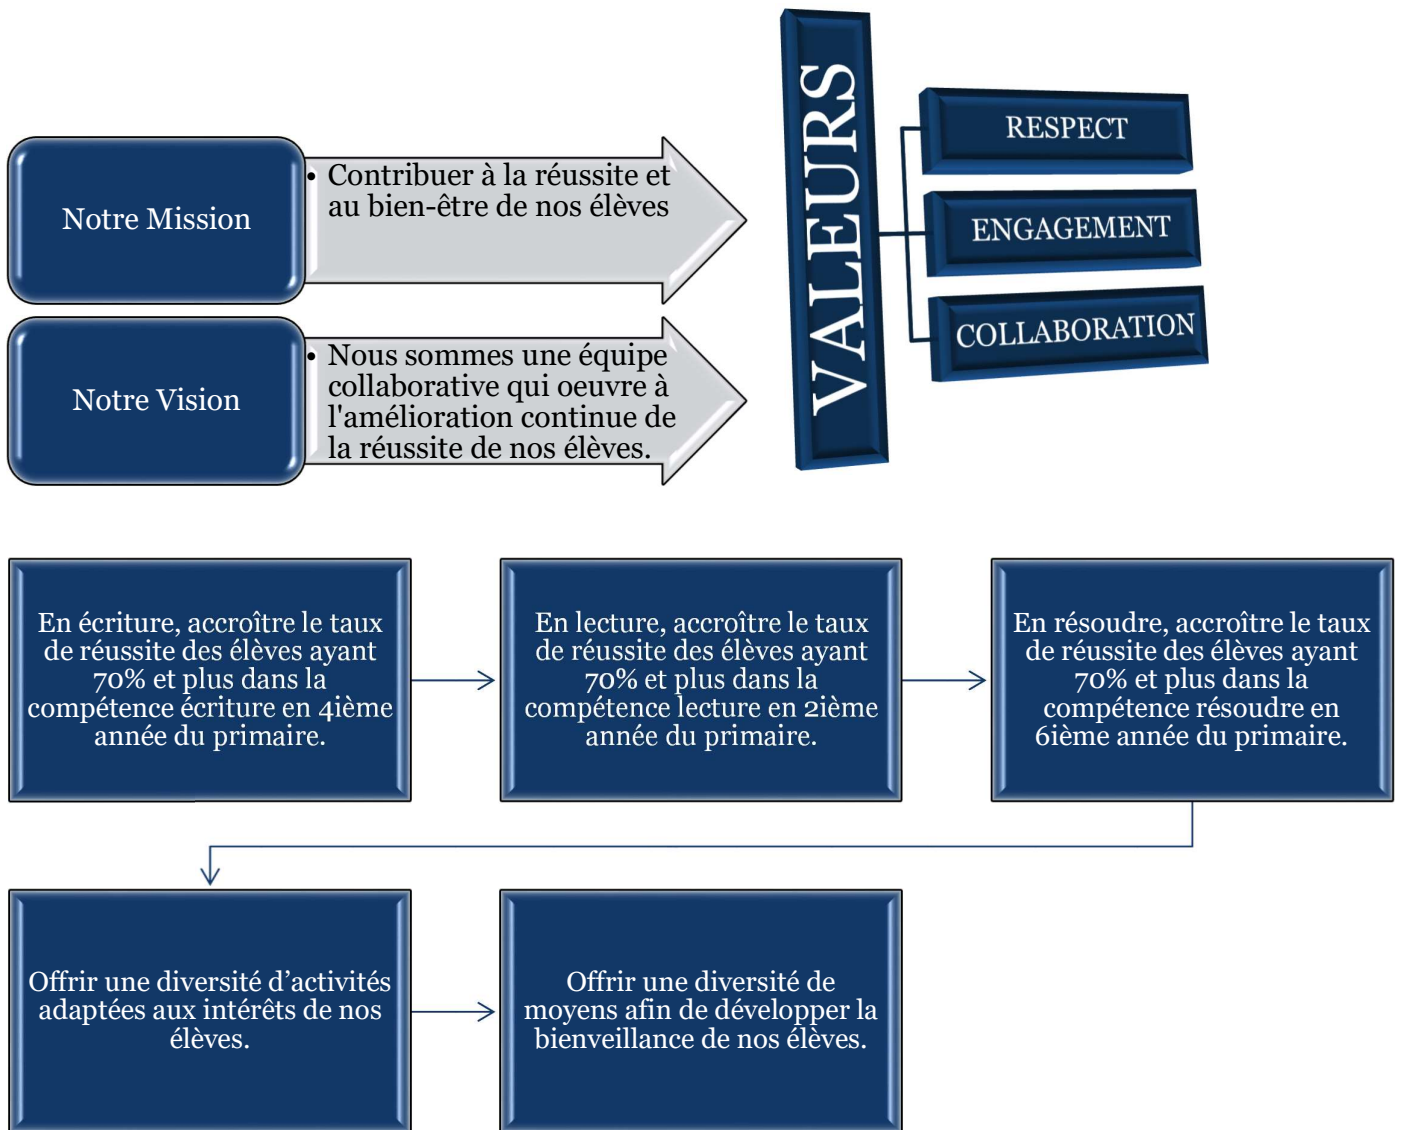 Notre Mission
• Contribuer à la réussite et
au bien-être de nos élèves
Notre Vision
• Nous sommes une équipe
collaborative qui oeuvre à
l'amélioration continue de
la réussite de nos élèves.
VALEURS
RESPECT
ENGAGEMENT
COLLABORATION
En écriture, accroître le taux
de réussite des élèves ayant
70% et plus dans la
compétence écriture en 4ième
année du primaire.
En lecture, accroître le taux
de réussite des élèves ayant
70% et plus dans la
compétence lecture en 2ième
année du primaire.
En résoudre, accroître le taux
de réussite des élèves ayant
70% et plus dans la
compétence résoudre en
6ième année du primaire.
Offrir une diversité d’activités
adaptées aux intérêts de nos
élèves.
Offrir une diversité de
moyens afin de développer la
bienveillance de nos élèves.